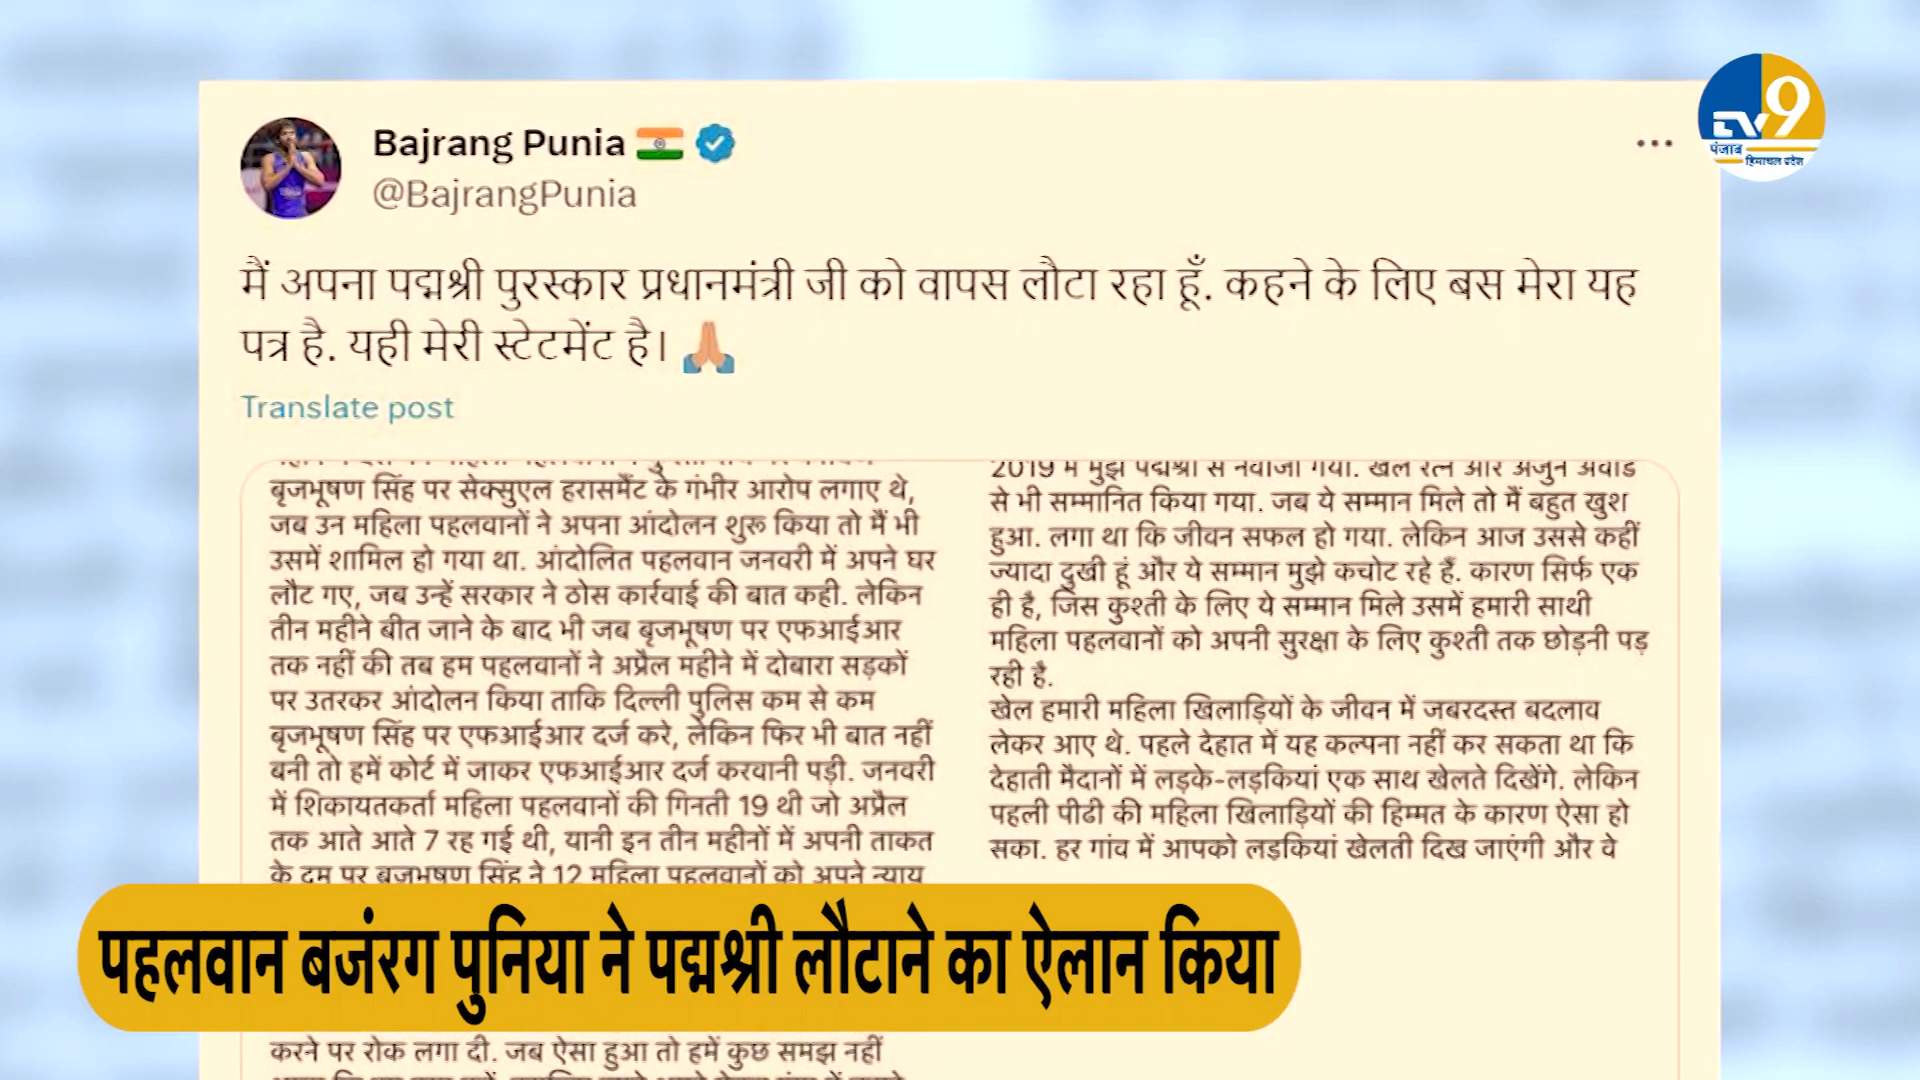 Bajrang Punia
@BajrangPunia
TV9
पंजाब
हिमाचल प्रदेश
मैं अपना पद्मश्री पुरस्कार प्रधानमंत्री जी को वापस लौटा रहा हूँ. कहने के लिए बस मेरा यह
पत्र है. यही मेरी स्टेटमेंट है। 🙏
Translate post
बृजभूषण सिंह पर सेक्सुएल हरासमैंट के गंभीर आरोप लगाए थे,
जब उन महिला पहलवानों ने अपना आंदोलन शुरू किया तो मैं भी
उसमें शामिल हो गया था. आंदोलित पहलवान जनवरी में अपने घर
लौट गए, जब उन्हें सरकार ने ठोस कार्रवाई की बात कही. लेकिन
तीन महीने बीत जाने के बाद भी जब बृजभूषण पर एफआईआर
तक नहीं की तब हम पहलवानों ने अप्रैल महीने में दोबारा सड़कों
पर उतरकर आंदोलन किया ताकि दिल्ली पुलिस कम से कम
बृजभूषण सिंह पर एफआईआर दर्ज करे, लेकिन फिर भी बात नहीं
बनी तो हमें कोर्ट में जाकर एफआईआर दर्ज करवानी पड़ी. जनवरी
में शिकायतकर्ता महिला पहलवानों की गिनती 19 थी जो अप्रैल
तक आते आते 7 रह गई थी, यानी इन तीन महीनों में अपनी ताकत
के दम पर बृजभूषण सिंह ने 12 महिला पहलवानों को अपने न्याय
करने पर रोक लगा दी. जब ऐसा हुआ तो हमें कुछ समझ नहीं
2019 में मुझे पद्मश्री से नवाजा गया. खेल रत्न और अर्जुन अवार्ड
से भी सम्मानित किया गया. जब ये सम्मान मिले तो मैं बहुत खुश
हुआ. लगा था कि जीवन सफल हो गया. लेकिन आज उससे कहीं
ज्यादा दुखी हूं और ये सम्मान मुझे कचोट रहे हैं. कारण सिर्फ एक
ही है, जिस कुश्ती के लिए ये सम्मान मिले उसमें हमारी साथी
महिला पहलवानों को अपनी सुरक्षा के लिए कुश्ती तक छोड़नी पड़
रही है.
खेल हमारी महिला खिलाड़ियों के जीवन में जबरदस्त बदलाव
लेकर आए थे. पहले देहात में यह कल्पना नहीं कर सकता था कि
देहाती मैदानों में लड़के-लड़कियां एक साथ खेलते दिखेंगे. लेकिन
पहली पीढी की महिला खिलाड़ियों की हिम्मत के कारण ऐसा हो
सका. हर गांव में आपको लड़कियां खेलती दिख जाएंगी और वे
पहलवान बजंरग पुनिया ने पद्मश्री लौटाने का ऐलान किया